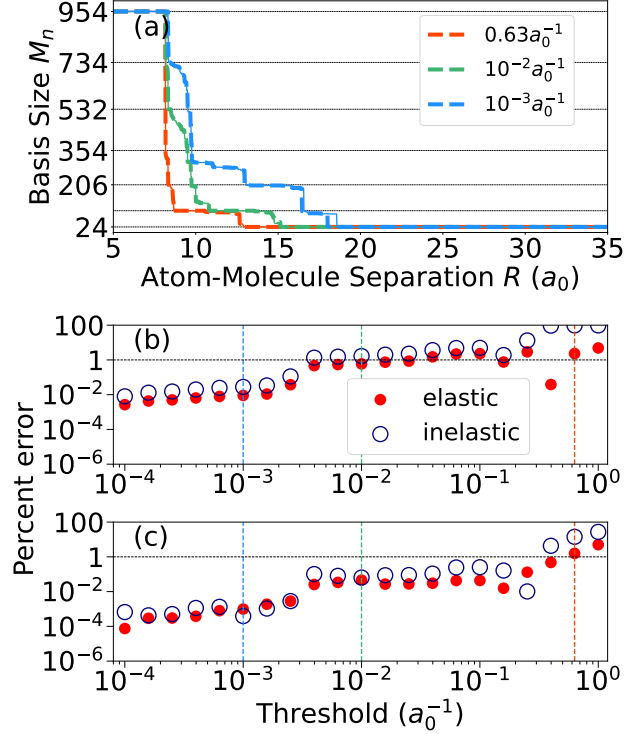 (a)
954
734
532
354
206
24
Basis Size Mₙ
0.63a₀⁻¹
10⁻²a₀⁻¹
10⁻³a₀⁻¹
5 10 15 20 25 30 35
Atom-Molecule Separation R (a₀)
(b)
100
1
10⁻²
10⁻⁴
10⁻⁶
elastic
inelastic
10⁻⁴ 10⁻³ 10⁻² 10⁻¹ 10⁰
Percent error
(c)
100
1
10⁻²
10⁻⁴
10⁻⁶
10⁻⁴ 10⁻³ 10⁻² 10⁻¹ 10⁰
Threshold (a₀⁻¹)